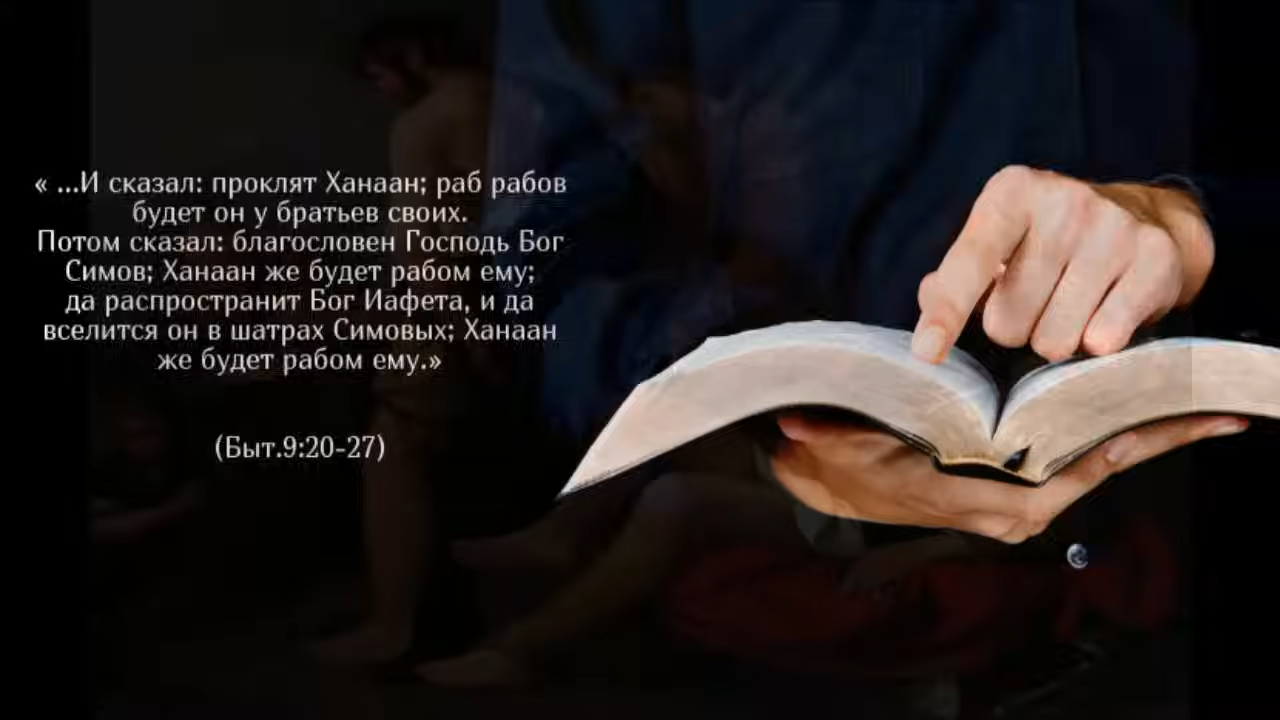 « ...И сказал: проклят Ханаан; раб рабов
будет он у братьев своих.
Потом сказал: благословен Господь Бог
Симов; Ханаан же будет рабом ему;
да распространит Бог Иафета, и да
вселится он в шатрах Симовых; Ханаан
же будет рабом ему.»
(Быт.9:20-27)